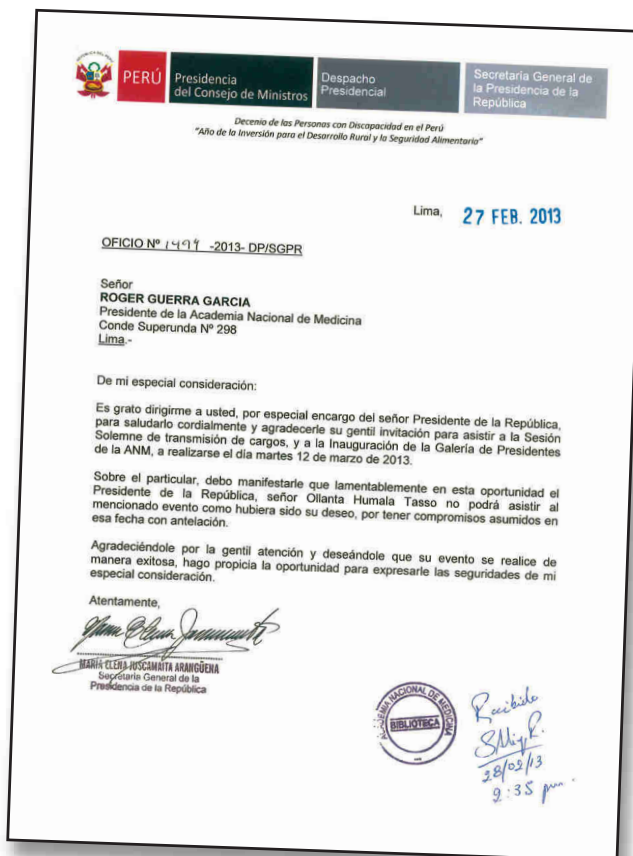 PERÚ
Presidencia
del Consejo de Ministros
Despacho
Presidencial
Secretaría General de
la Presidencia de la
República
Decenio de las Personas con Discapacidad en el Perú
"Año de la Inversión para el Desarrollo Rural y la Seguridad Alimentaria"
Lima, 27 FEB. 2013
OFICIO Nº 1499 -2013- DP/SGPR
Señor
ROGER GUERRA GARCIA
Presidente de la Academia Nacional de Medicina
Conde Superunda Nº 298
Lima.-
De mi especial consideración:
Es grato dirigirme a usted, por especial encargo del señor Presidente de la República,
para saludarlo cordialmente y agradecerle su gentil invitación para asistir a la Sesión
Solemne de transmisión de cargos, y a la Inauguración de la Galería de Presidentes
de la ANM, a realizarse el día martes 12 de marzo de 2013.
Sobre el particular, debo manifestarle que lamentablemente en esta oportunidad el
Presidente de la República, señor Ollanta Humala Tasso no podrá asistir al
mencionado evento como hubiera sido su deseo, por tener compromisos asumidos en
esa fecha con antelación.
Agradeciéndole por la gentil atención y deseándole que su evento se realice de
manera exitosa, hago propicia la oportunidad para expresarle las seguridades de mi
especial consideración.
Atentamente,
MARÍA ELENA JUSCAMAITA ARANGÜENA
Secretaria General de la
Presidencia de la República
ACADEMIA NACIONAL DE MEDICINA
BIBLIOTECA
Recibido
28/02/13
2:35 pm.